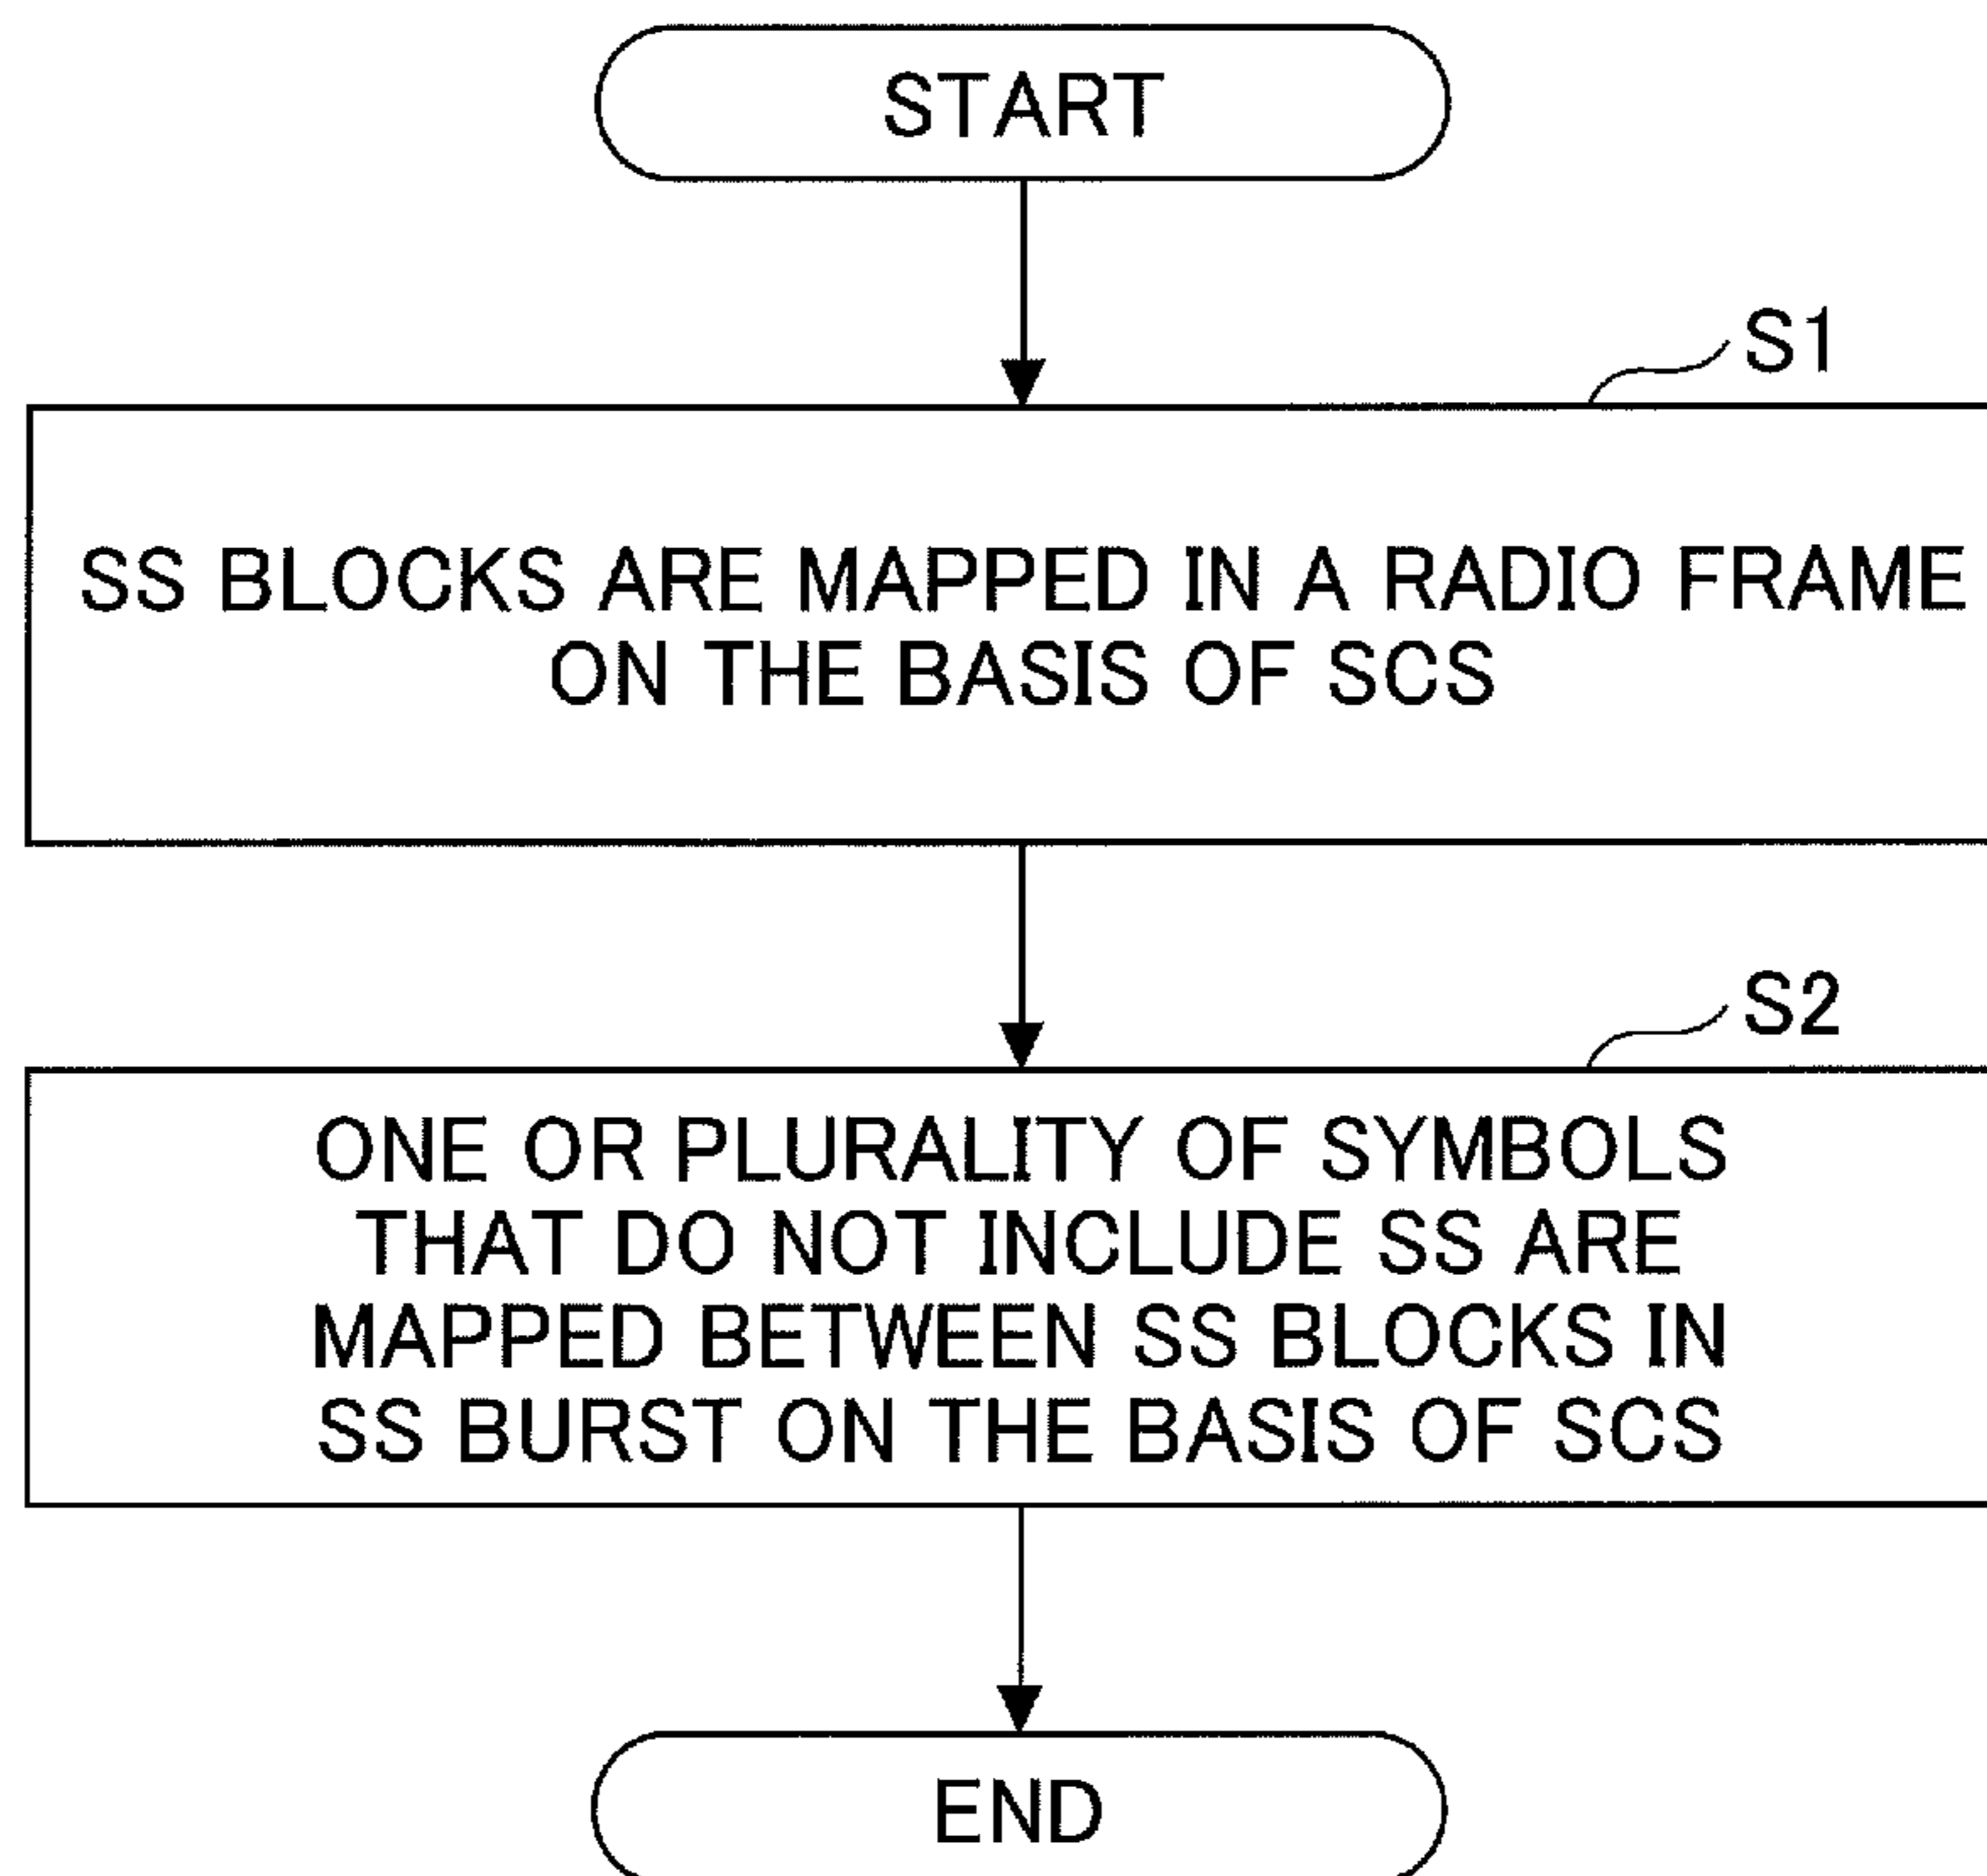 START
S1
SS BLOCKS ARE MAPPED IN A RADIO FRAME
ON THE BASIS OF SCS
S2
ONE OR PLURALITY OF SYMBOLS
THAT DO NOT INCLUDE SS ARE
MAPPED BETWEEN SS BLOCKS IN
SS BURST ON THE BASIS OF SCS
END